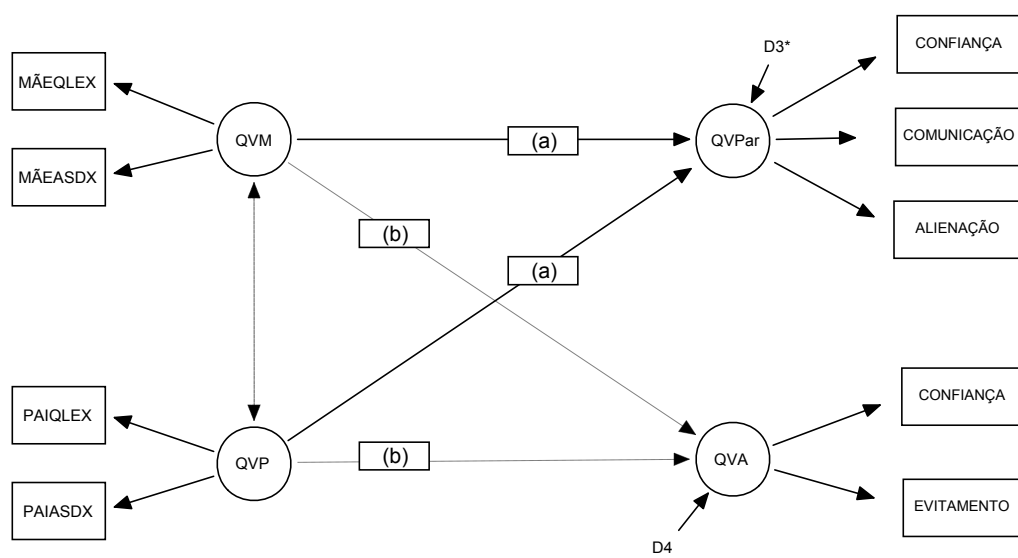 D3*
CONFIANÇA
MÃEQLEX
QVM
(a)
QVPar
COMUNICAÇÃO
MÃEASDX
(b)
ALIENAÇÃO
(a)
PAIQLEX
CONFIANÇA
QVP
(b)
QVA
PAIASDX
EVITAMENTO
D4